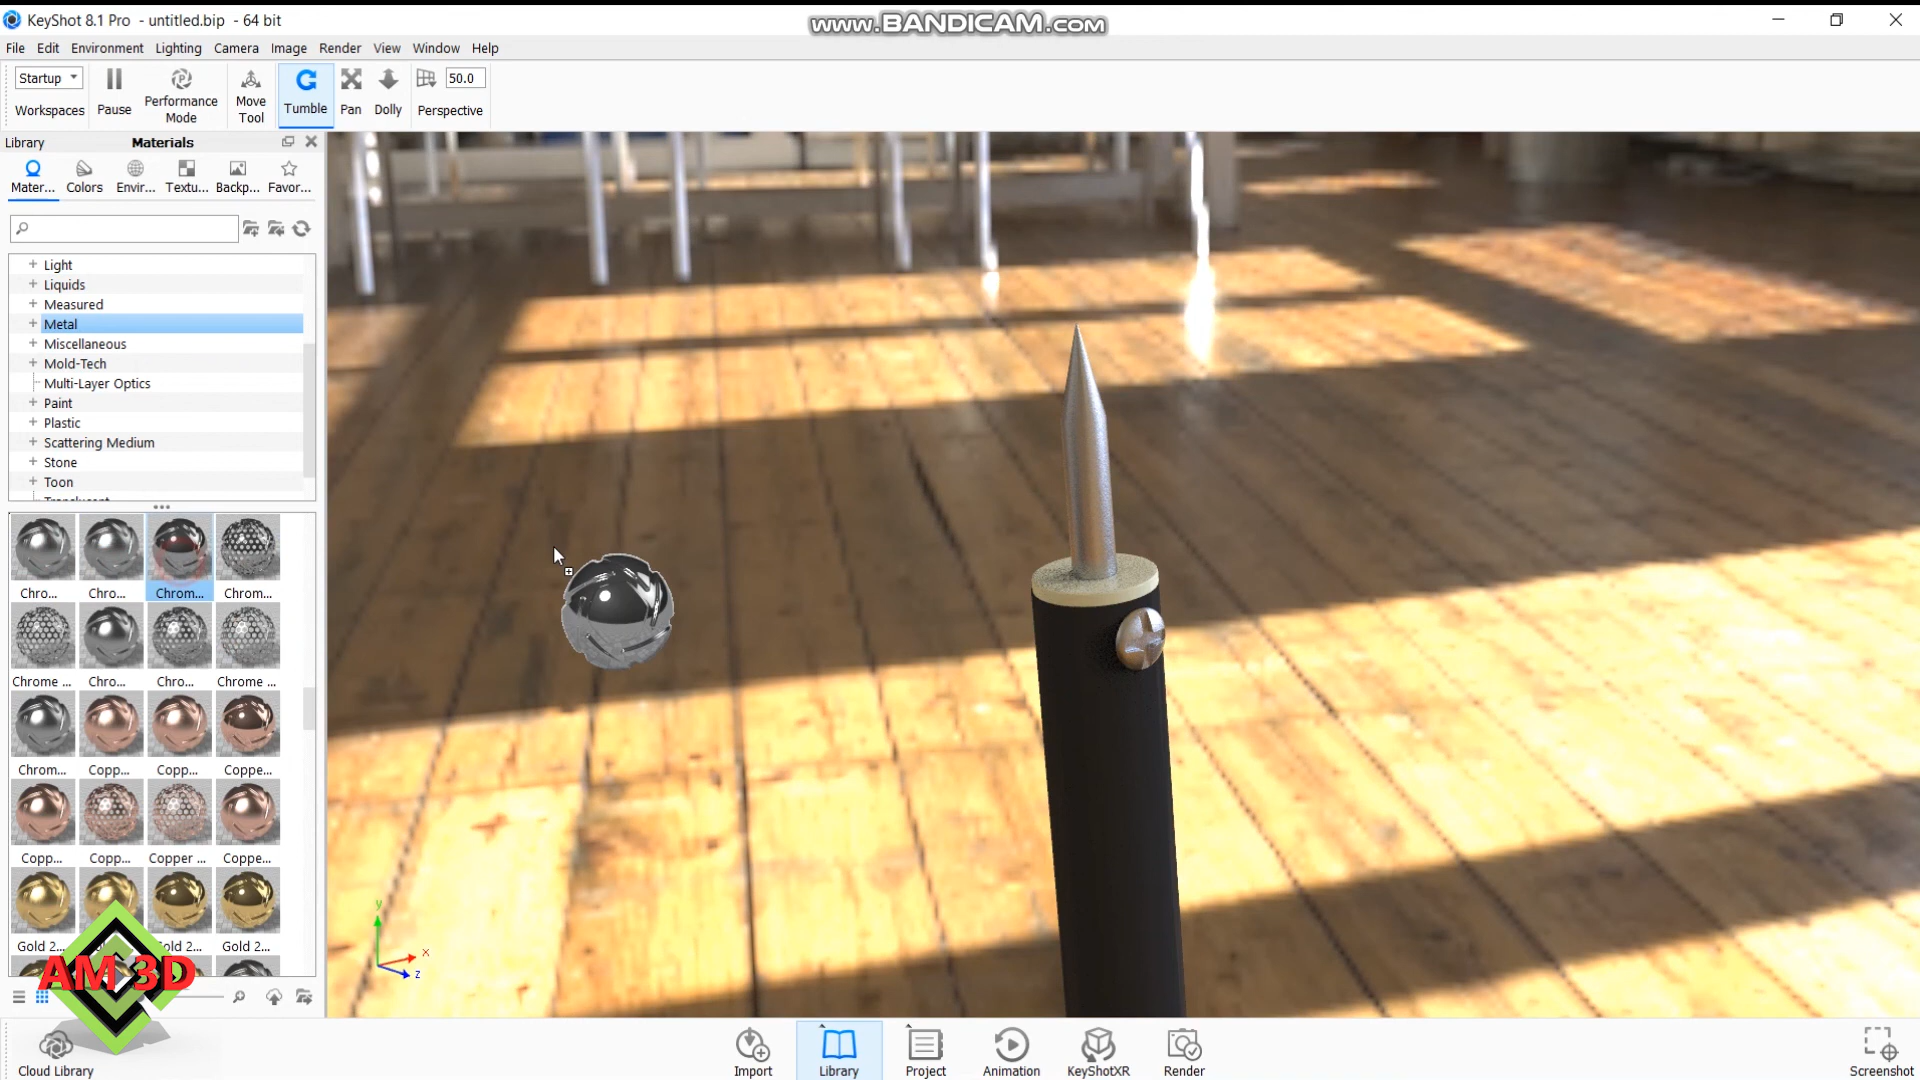 KeyShot 8.1 Pro - untitled.bip - 64 bit
www.BANDICAM.com
File Edit Environment Lighting Camera Image Render View Window Help
Startup
50.0
Workspaces Pause Performance Mode Move Tool Tumble Pan Dolly Perspective
Library Materials
Mater... Colors Envir... Textu... Backp... Favor...
Light
Liquids
Measured
Metal
Miscellaneous
Mold-Tech
Multi-Layer Optics
Paint
Plastic
Scattering Medium
Stone
Toon
Chro... Chro... Chrom... Chrom...
Chrome ... Chro... Chro... Chrome ...
Chrom... Copp... Copp... Coppe...
Copp... Copp... Copper ... Coppe...
Gold 2... Gold 2...
AM 3D
y
x
z
Cloud Library Import Library Project Animation KeyShotXR Render Screenshot